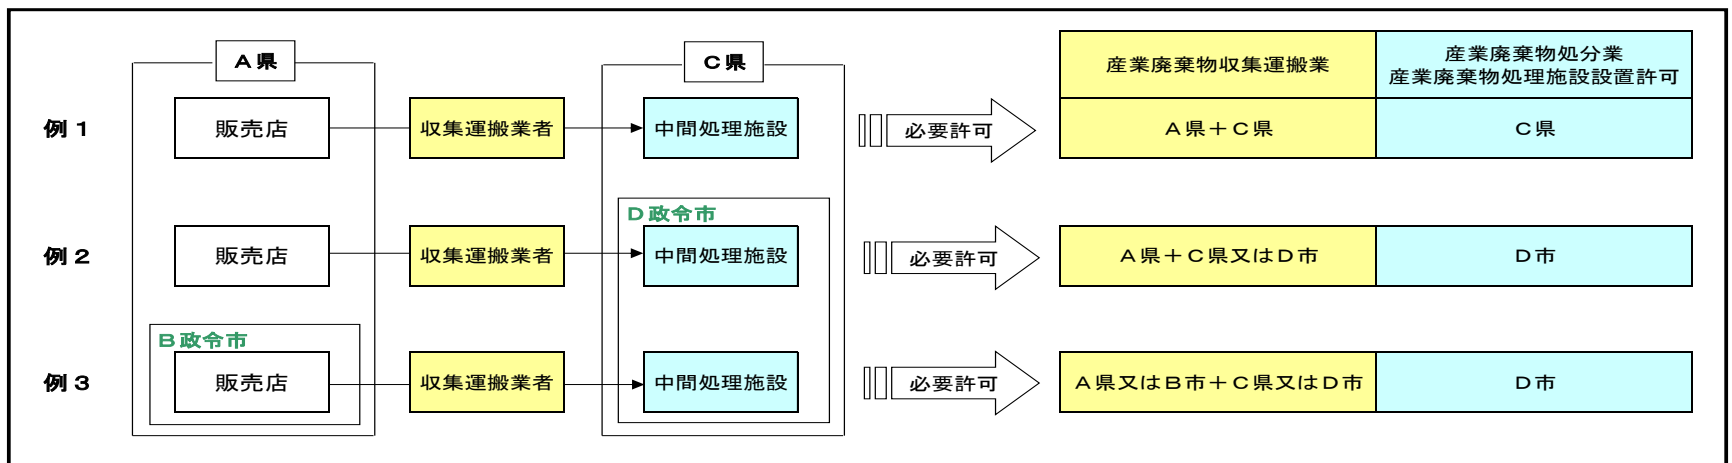 A県
C県
産業廃棄物収集運搬業
産業廃棄物処分業
産業廃棄物処理施設設置許可
例1
販売店
収集運搬業者
中間処理施設
必要許可
A県+C県
C県
D政令市
例2
販売店
収集運搬業者
中間処理施設
必要許可
A県+C県又はD市
D市
B政令市
例3
販売店
収集運搬業者
中間処理施設
必要許可
A県又はB市+C県又はD市
D市